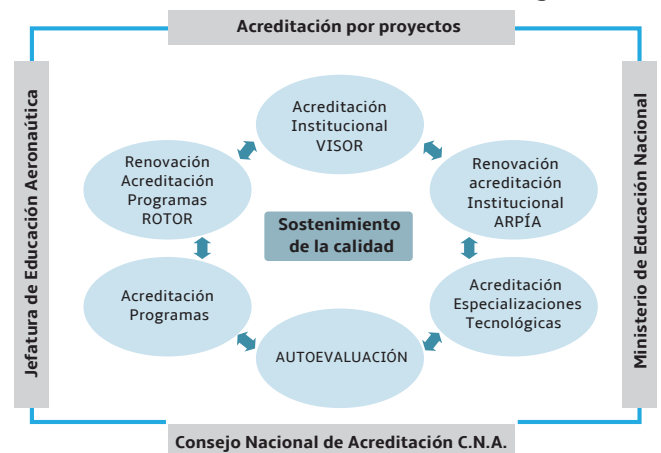 Acreditación por proyectos
Jefatura de Educación Aeronaútica
Ministerio de Educación Nacional
Acreditación
Institucional
VISOR
Renovación
Acreditación
Programas
ROTOR
Renovación
acreditación
Institucional
ARPÍA
Sostenimiento
de la calidad
Acreditación
Programas
Acreditación
Especializaciones
Tecnológicas
AUTOEVALUACIÓN
Consejo Nacional de Acreditación C.N.A.